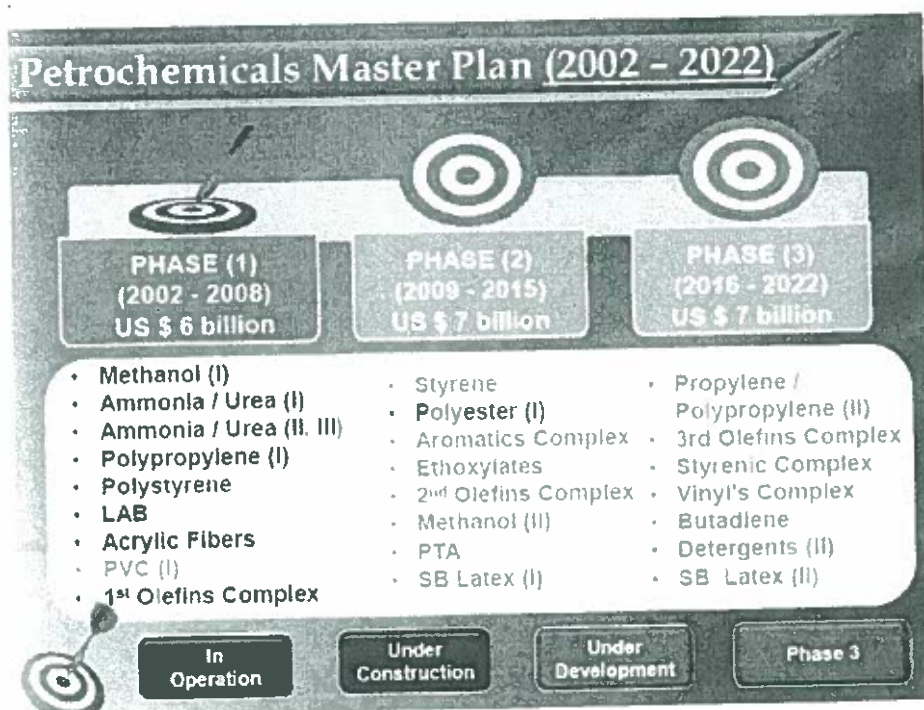 Petrochemicals Master Plan (2002 – 2022)
PHASE (1)
(2002 - 2008)
US $ 6 billion
PHASE (2)
(2009 - 2015)
US $ 7 billion
PHASE (3)
(2016 - 2022)
US $ 7 billion
• Methanol (I)
• Ammonia / Urea (I)
• Ammonia / Urea (II, III)
• Polypropylene (I)
• Polystyrene
• LAB
• Acrylic Fibers
• PVC (I)
• 1st Olefins Complex
• Styrene
• Polyester (I)
• Aromatics Complex
• Ethoxylates
• 2nd Olefins Complex
• Methanol (II)
• PTA
• SB Latex (I)
• Propylene /
Polypropylene (II)
• 3rd Olefins Complex
• Styrenic Complex
• Vinyl's Complex
• Butadiene
• Detergents (II)
• SB Latex (II)
In
Operation
Under
Construction
Under
Development
Phase 3